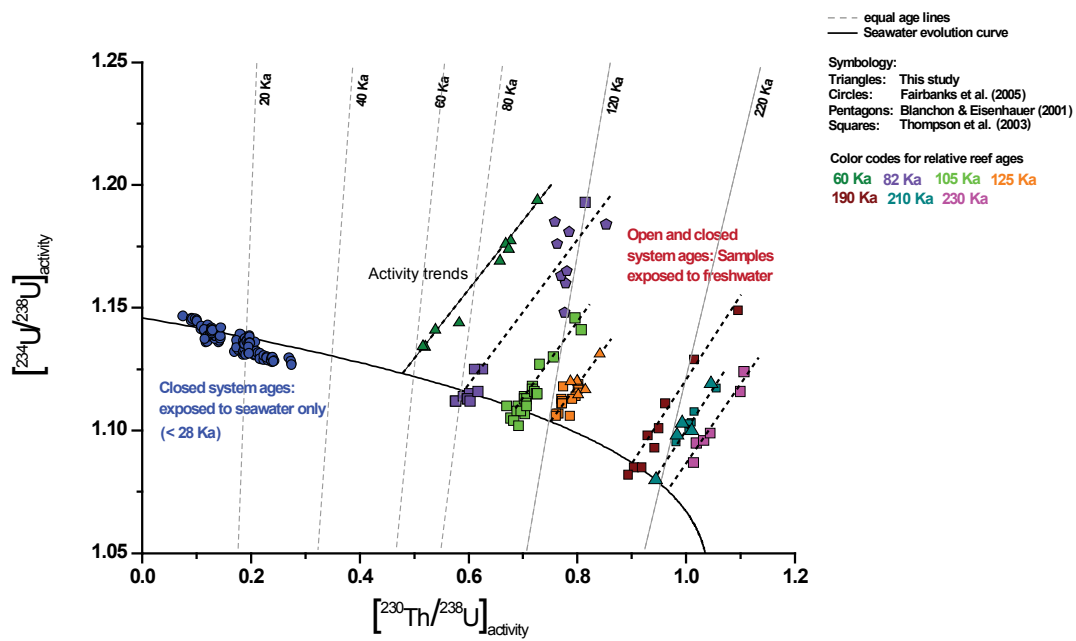 equal age lines
Seawater evolution curve
Symbology:
Triangles: This study
Circles: Fairbanks et al. (2005)
Pentagons: Blanchon & Eisenhauer (2001)
Squares: Thompson et al. (2003)
Color codes for relative reef ages
60 Ka 82 Ka 105 Ka 125 Ka
190 Ka 210 Ka 230 Ka
1.25
1.20
1.15
1.10
1.05
[²³⁴U/²³⁸U]activity
20 Ka
40 Ka
60 Ka
80 Ka
120 Ka
220 Ka
Activity trends
Open and closed
system ages: Samples
exposed to freshwater
Closed system ages:
exposed to seawater only
(< 28 Ka)
0.0 0.2 0.4 0.6 0.8 1.0 1.2
[²³⁰Th/²³⁸U]activity